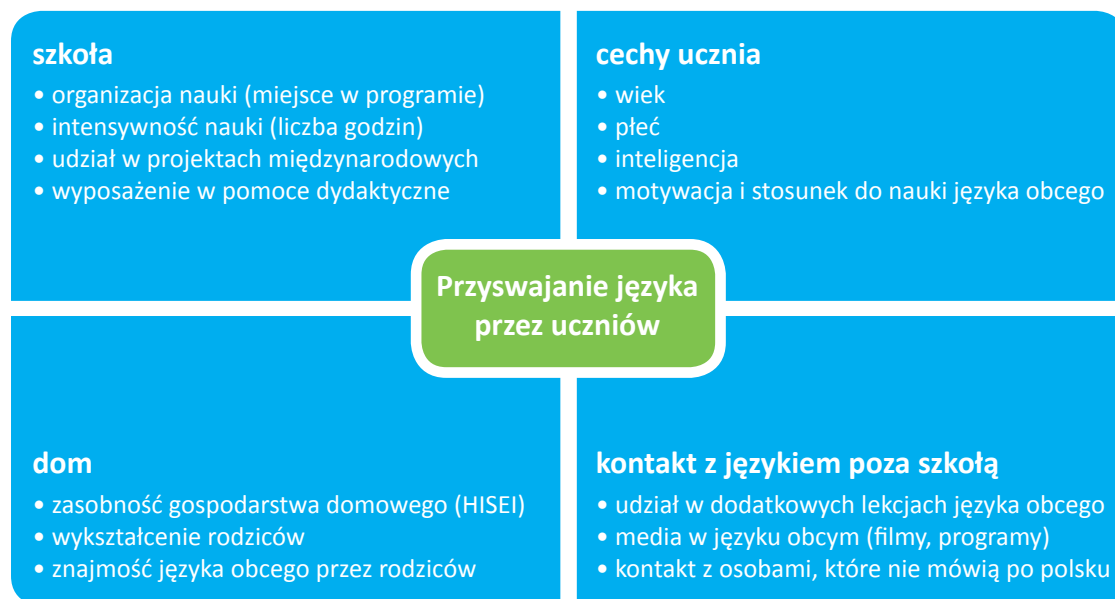 szkoła
• organizacja nauki (miejsce w programie)
• intensywność nauki (liczba godzin)
• udział w projektach międzynarodowych
• wyposażenie w pomoce dydaktyczne
cechy ucznia
• wiek
• płeć
• inteligencja
• motywacja i stosunek do nauki języka obcego
Przyswajanie języka
przez uczniów
dom
• zasobność gospodarstwa domowego (HISEI)
• wykształcenie rodziców
• znajmość języka obcego przez rodziców
kontakt z językiem poza szkołą
• udział w dodatkowych lekcjach języka obcego
• media w języku obcym (filmy, programy)
• kontakt z osobami, które nie mówią po polsku